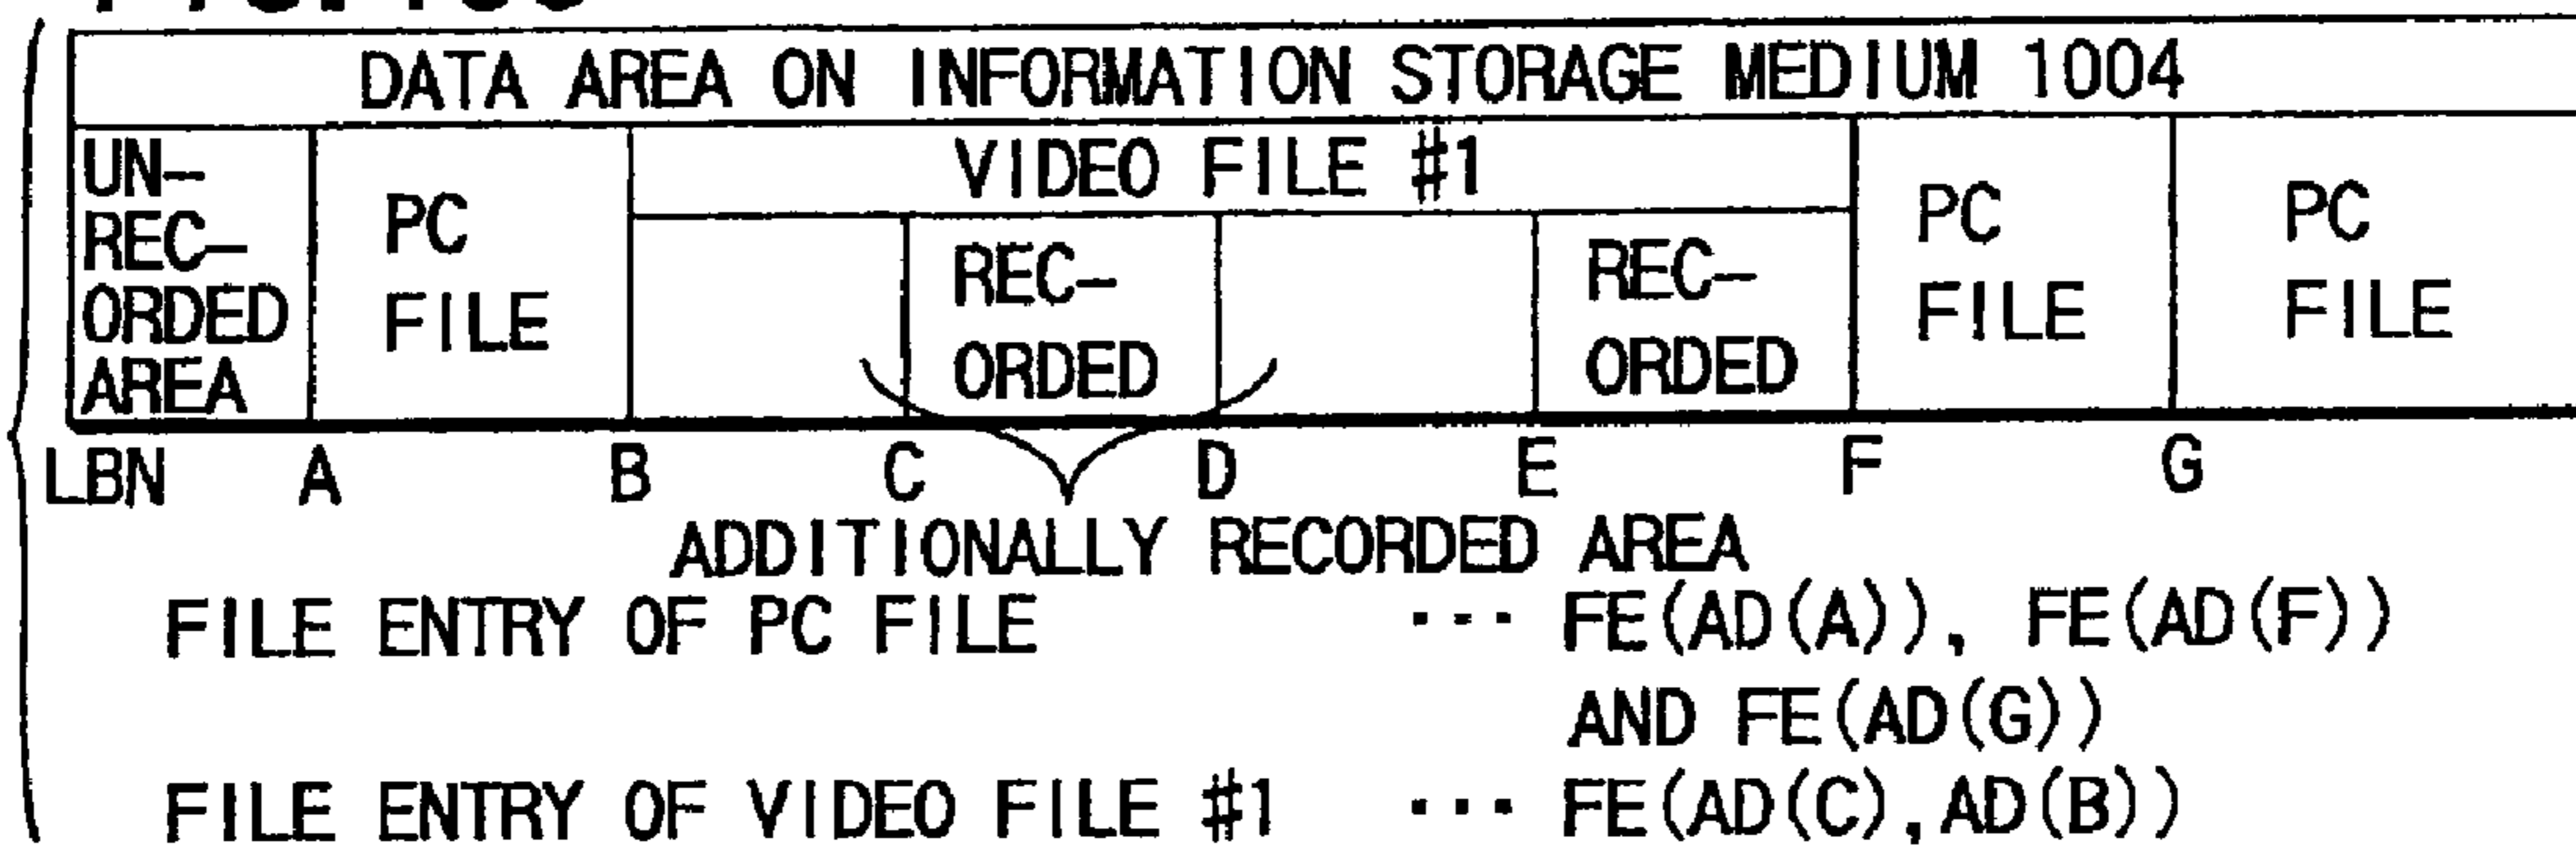 DATA AREA ON INFORMATION STORAGE MEDIUM 1004
UN-
REC-
ORDED
AREA
PC
FILE
VIDEO FILE #1
REC-
ORDED
REC-
ORDED
PC
FILE
PC
FILE
LBN A B C D E F G
ADDITIONALLY RECORDED AREA
FILE ENTRY OF PC FILE ··· FE(AD(A)), FE(AD(F))
AND FE(AD(G))
FILE ENTRY OF VIDEO FILE #1 ··· FE(AD(C),AD(B))